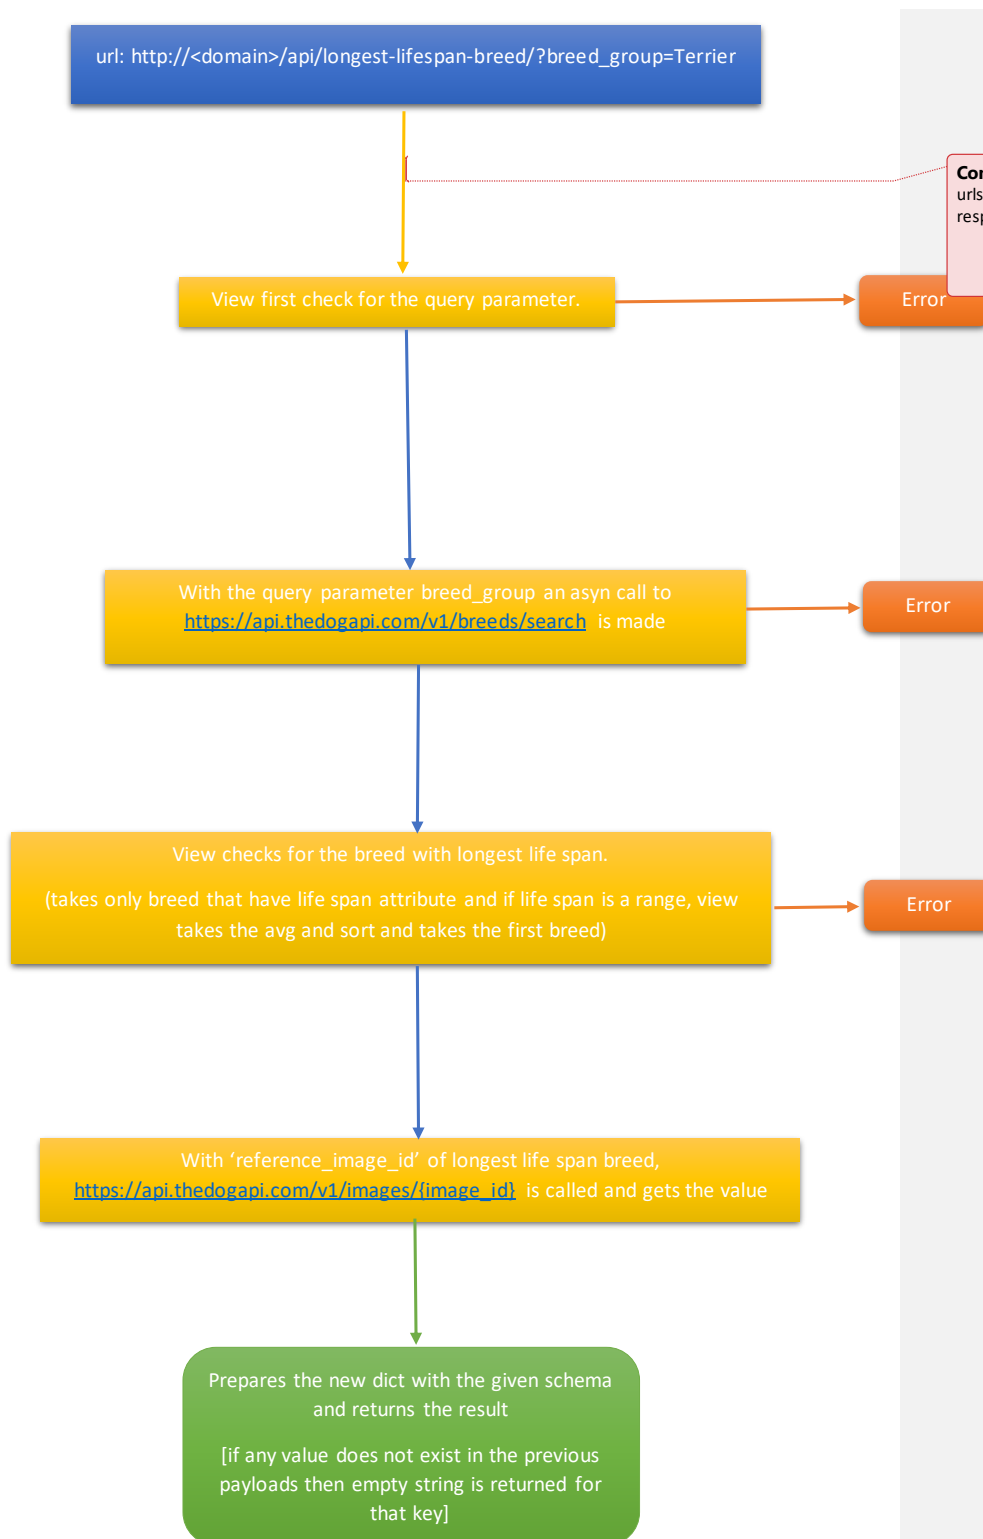 url: http://<domain>/api/longest-lifespan-breed/?breed_group=Terrier
View first check for the query parameter.
Error
With the query parameter breed_group an asyn call to
https://api.thedogapi.com/v1/breeds/search is made
Error
View checks for the breed with longest life span.
(takes only breed that have life span attribute and if life span is a range, view
takes the avg and sort and takes the first breed)
Error
With ‘reference_image_id’ of longest life span breed,
https://api.thedogapi.com/v1/images/{image_id} is called and gets the value
Prepares the new dict with the given schema
and returns the result
[if any value does not exist in the previous
payloads then empty string is returned for
that key]